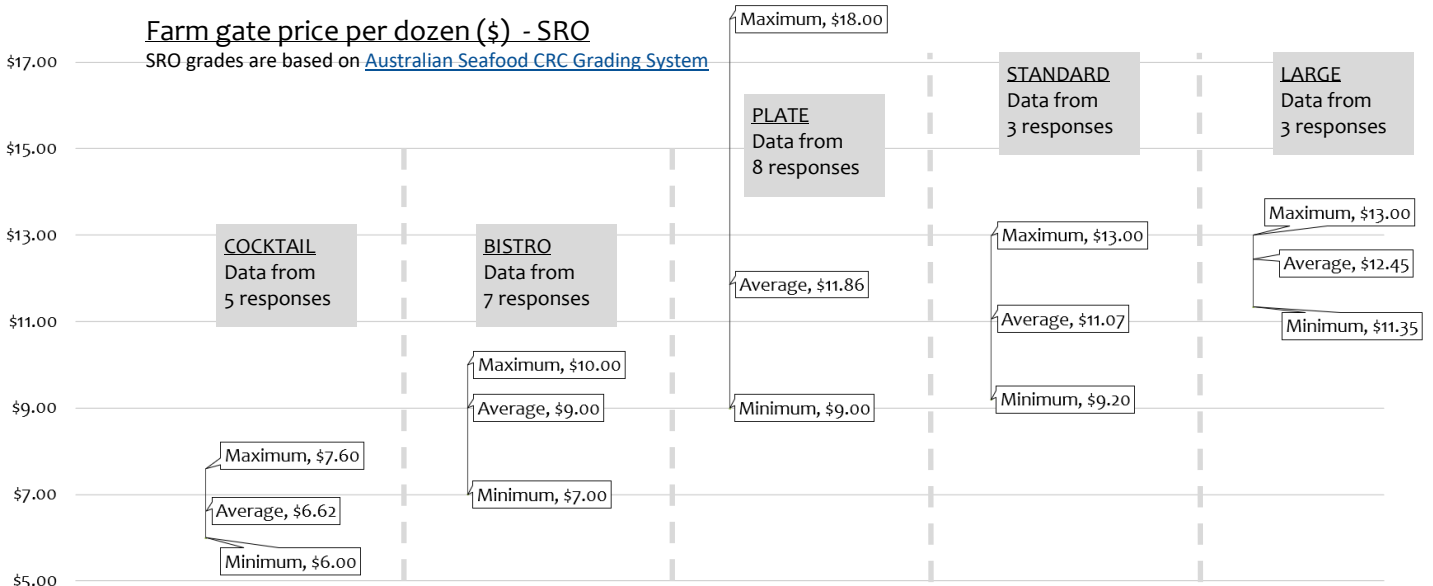 Farm gate price per dozen ($) - SRO
SRO grades are based on Australian Seafood CRC Grading System
$17.00
$15.00
$13.00
$11.00
$9.00
$7.00
$5.00
COCKTAIL
Data from
5 responses
Maximum, $7.60
Average, $6.62
Minimum, $6.00
BISTRO
Data from
7 responses
Maximum, $10.00
Average, $9.00
Minimum, $7.00
Maximum, $18.00
PLATE
Data from
8 responses
Average, $11.86
Minimum, $9.00
STANDARD
Data from
3 responses
Maximum, $13.00
Average, $11.07
Minimum, $9.20
LARGE
Data from
3 responses
Maximum, $13.00
Average, $12.45
Minimum, $11.35